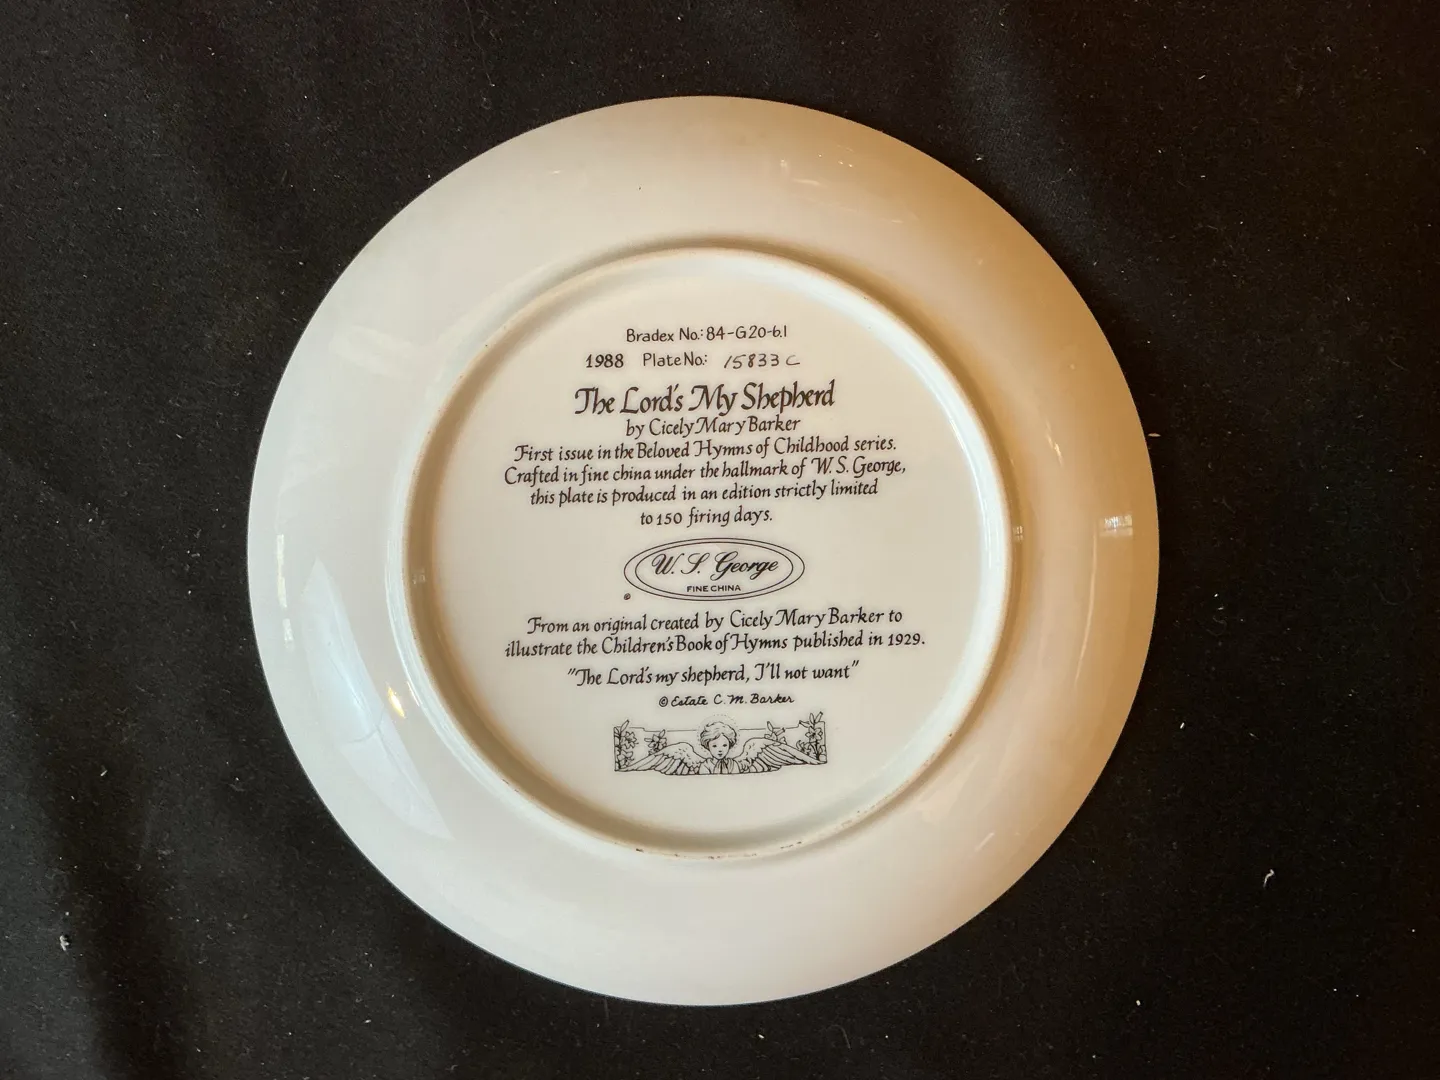 Bradex No.: 84-G20-6.1
1988 Plate No.: 15833 C
The Lord's My Shepherd
by Cicely Mary Barker
First issue in the Beloved Hymns of Childhood series.
Crafted in fine china under the hallmark of W. S. George,
this plate is produced in an edition strictly limited
to 150 firing days.
W. S. George
FINE CHINA
®
From an original created by Cicely Mary Barker to
illustrate the Children's Book of Hymns published in 1929.
"The Lord's my shepherd, I'll not want"
© Estate C. M. Barker